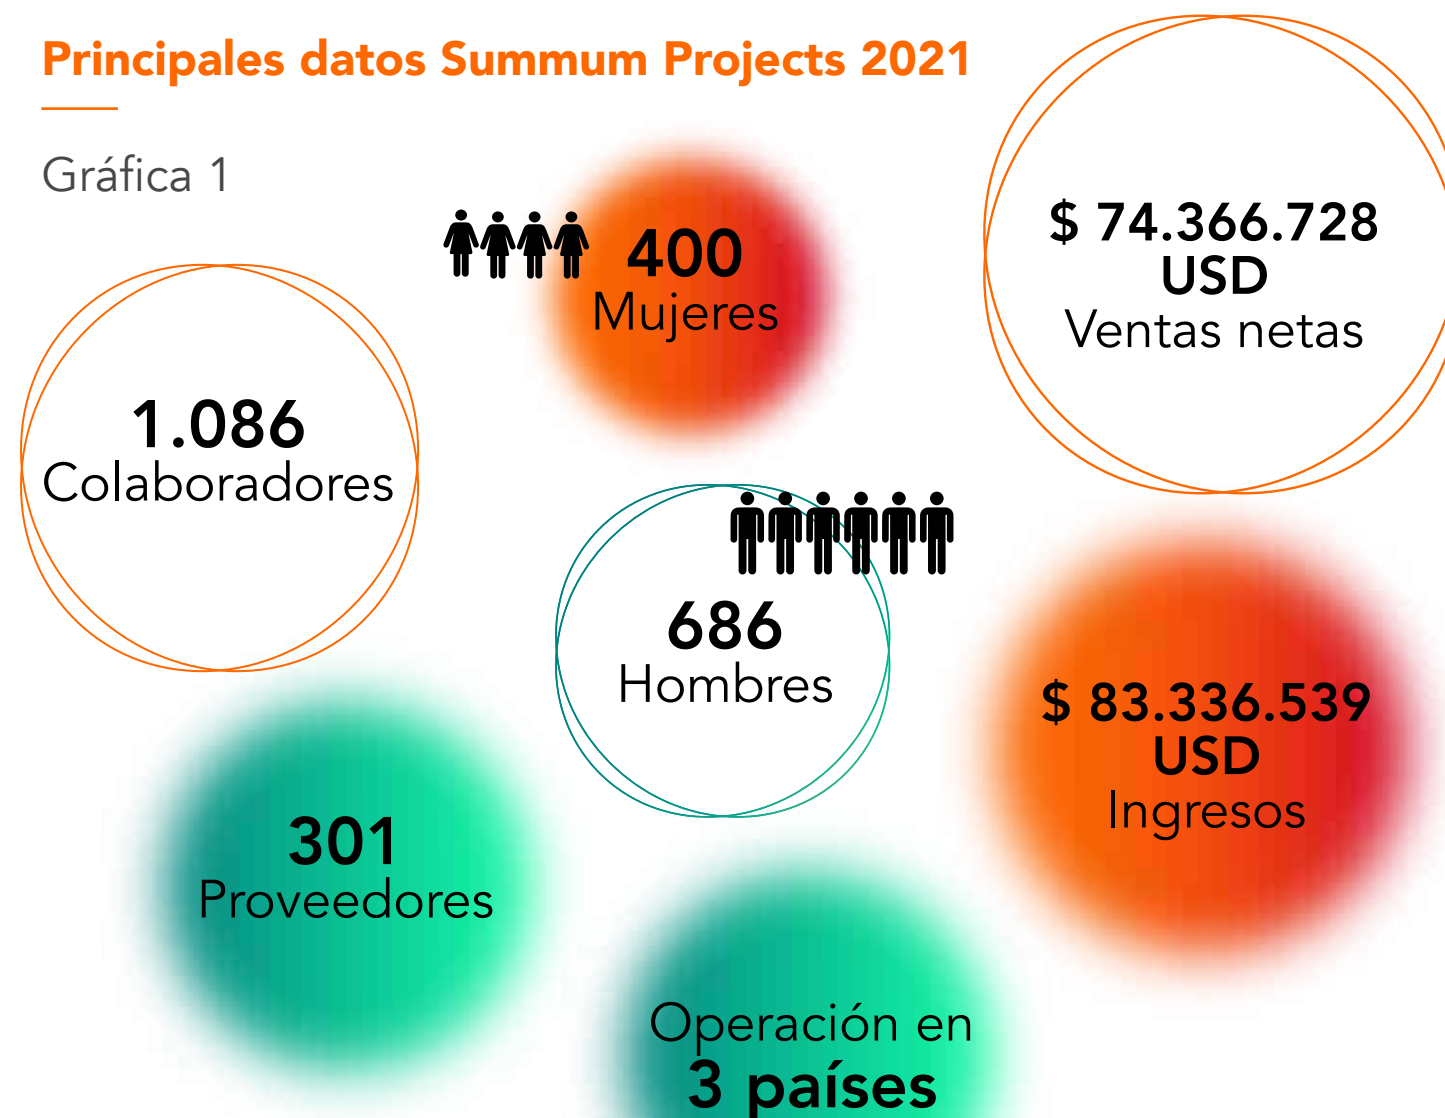 Principales datos Summum Projects 2021
Gráfica 1
400
Mujeres
$ 74.366.728
USD
Ventas netas
1.086
Colaboradores
686
Hombres
$ 83.336.539
USD
Ingresos
301
Proveedores
Operación en
3 países